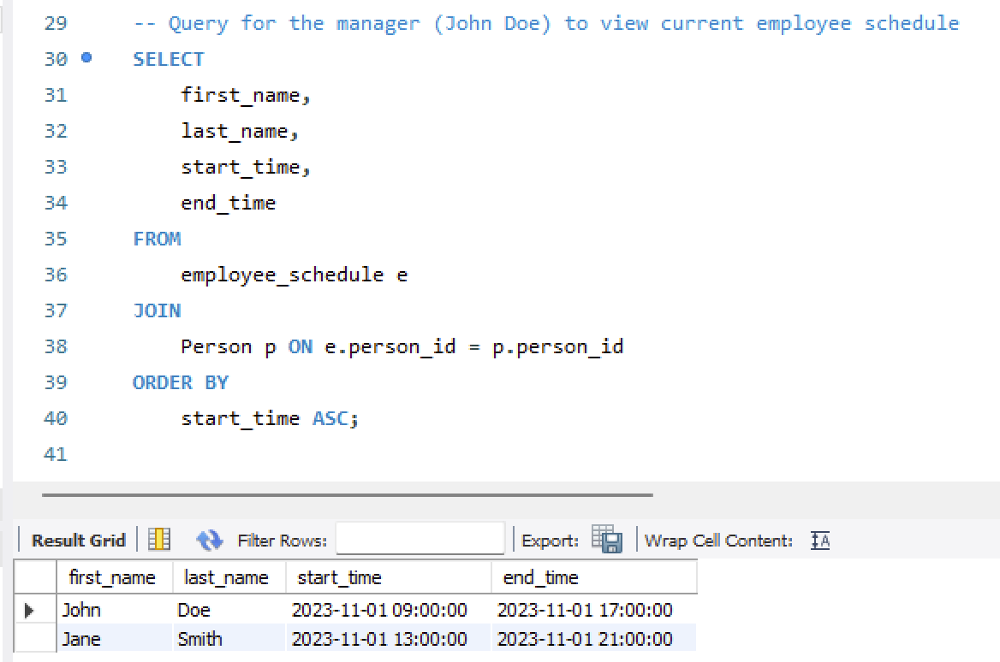 29 -- Query for the manager (John Doe) to view current employee schedule
30 SELECT
31 first_name,
32 last_name,
33 start_time,
34 end_time
35 FROM
36 employee_schedule e
37 JOIN
38 Person p ON e.person_id = p.person_id
39 ORDER BY
40 start_time ASC;
41
Result Grid Filter Rows: Export: Wrap Cell Content: IA
first_name last_name start_time end_time
John Doe 2023-11-01 09:00:00 2023-11-01 17:00:00
Jane Smith 2023-11-01 13:00:00 2023-11-01 21:00:00